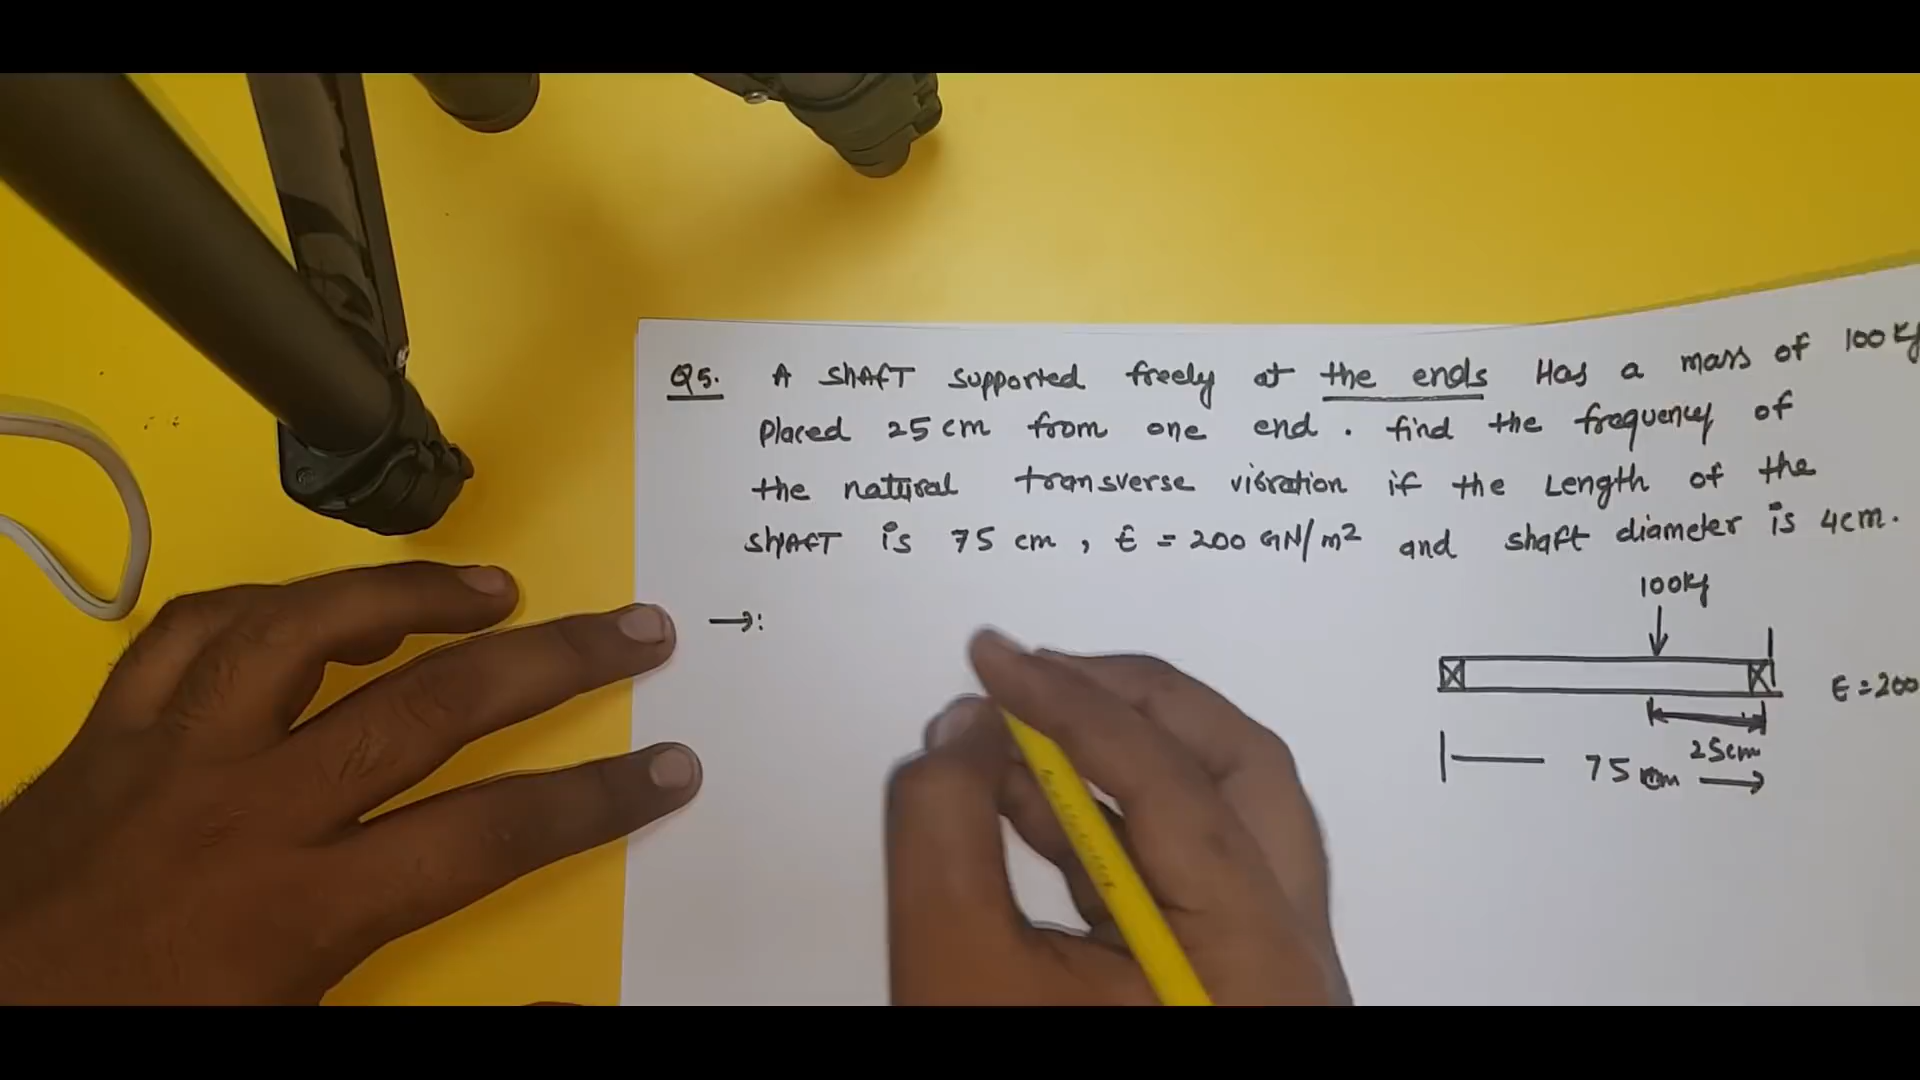 Q5. A SHAFT supported freely at the ends Has a mass of 100 Kg
placed 25 cm from one end. find the frequency of
the natural transverse vibration if the Length of the
SHAFT is 75 cm, E = 200 GN/m² and shaft diameter is 4cm.
→:
100Kg
E = 200
25cm
75 cm